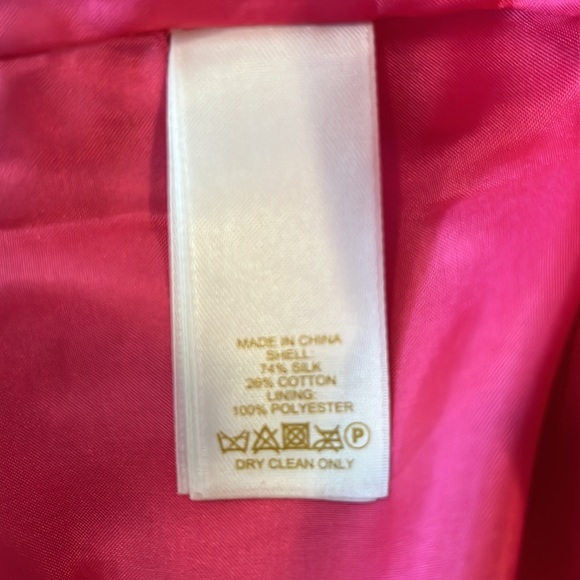 MADE IN CHINA
SHELL:
74% SILK
26% COTTON
LINING:
100% POLYESTER
P
DRY CLEAN ONLY